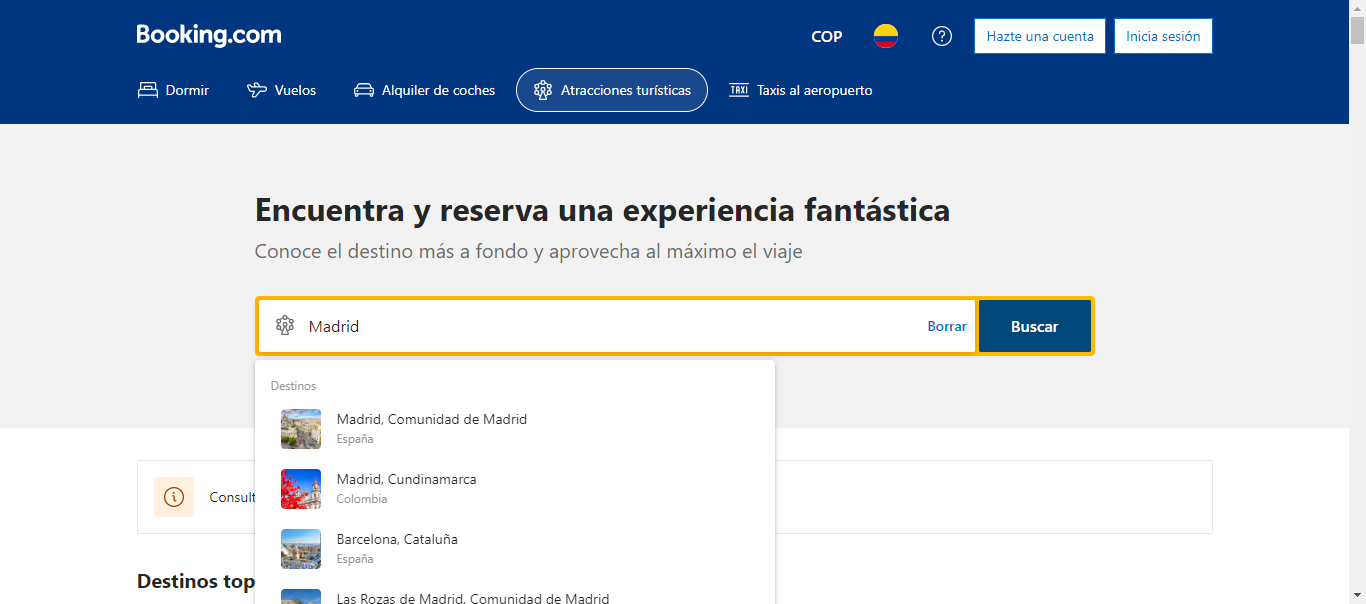 Booking.com
COP
Hazte una cuenta
Inicia sesión
Dormir
Vuelos
Alquiler de coches
Atracciones turísticas
TAXI
Taxis al aeropuerto
Encuentra y reserva una experiencia fantástica
Conoce el destino más a fondo y aprovecha al máximo el viaje
Madrid
Borrar
Buscar
Destinos
Madrid, Comunidad de Madrid
España
Madrid, Cundinamarca
Colombia
Consult
Barcelona, Cataluña
España
Destinos top
Las Rozas de Madrid, Comunidad de Madrid